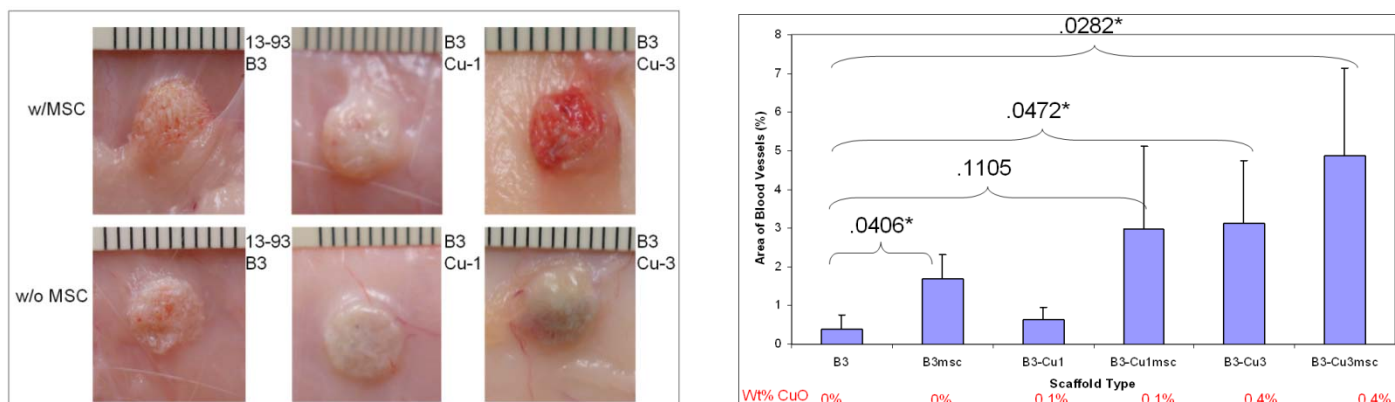 13-93
B3
B3
Cu-1
B3
Cu-3
w/MSC
13-93
B3
B3
Cu-1
B3
Cu-3
w/o MSC
.0282*
.0472*
.1105
.0406*
Area of Blood Vessels (%)
8
7
6
5
4
3
2
1
0
B3 B3msc B3-Cu1 B3-Cu1msc B3-Cu3 B3-Cu3msc
Scaffold Type
Wt% CuO 0% 0% 0.1% 0.1% 0.4% 0.4%